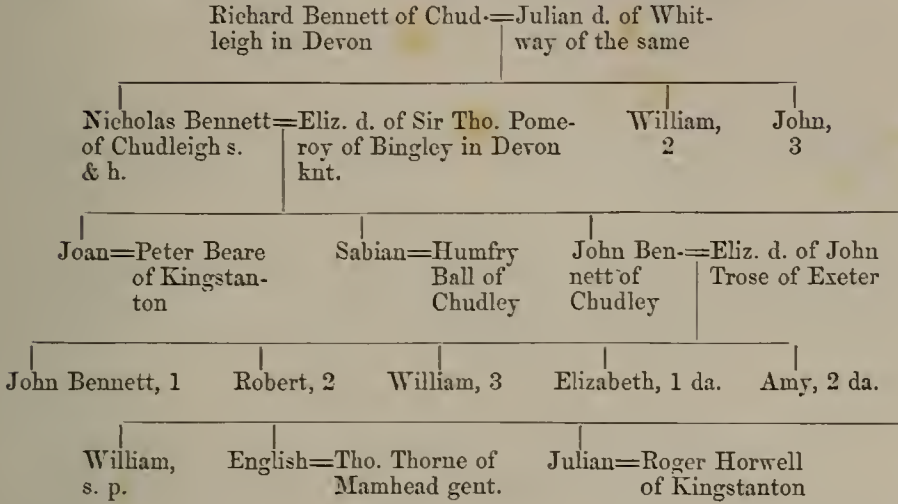 Richard Bennett of Chud-=Julian d. of Whit-
leigh in Devon way of the same
Nicholas Bennett=Eliz. d. of Sir Tho. Pome- William, John,
of Chudleigh s. roy of Bingley in Devon 2 3
& h. knt.
Joan=Peter Beare Sabian=Humfry John Ben-=Eliz. d. of John
of Kingstan- Ball of nett of Trose of Exeter
ton Chudley Chudley
John Bennett, 1 Robert, 2 William, 3 Elizabeth, 1 da. Amy, 2 da.
William, English=Tho. Thorne of Julian=Roger Horwell
s. p. Mamhead gent. of Kingstanton